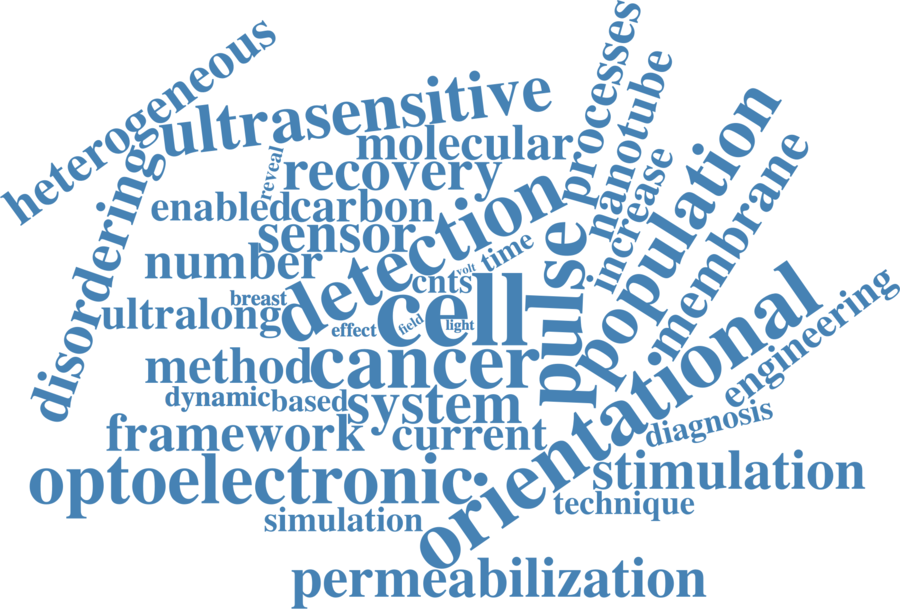 heterogeneous
processes
ultrasensitive
nanotube
molecular
population
disordering
reveal
recovery
increase
membrane
enabled
carbon
detection
sensor
time
pulse
number
volt
cnts
cell
breast
ultralong
effect
field
light
orientational
engineering
method
cancer
dynamic
based
system
diagnosis
framework
current
optoelectronic
stimulation
technique
simulation
permeabilization